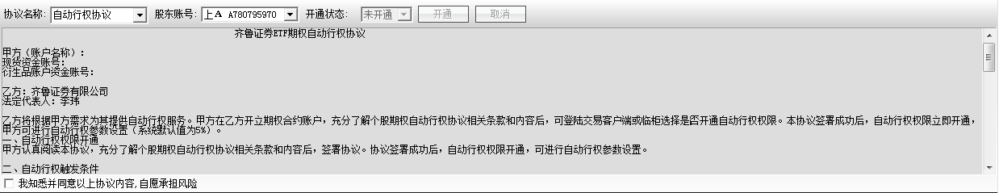 协议名称: 自动行权协议 股东账号: 上A A780795970 开通状态: 未开通 开通 取消
齐鲁证券ETF期权自动行权协议
甲方（账户名称）:
现货资金账号:
衍生品账户资金账号:
乙方: 齐鲁证券有限公司
法定代表人: 李玮
乙方将根据甲方需求为其提供自动行权服务。甲方在乙方开立期权合约账户，充分了解个股期权自动行权协议相关条款和内容后，可登陆交易客户端或临柜选择是否开通自动行权权限。本协议签署成功后，自动行权权限立即开通，
甲方可进行自动行权参数设置（系统默认值为5%）。
一、自动行权权限开通
甲方认真阅读本协议，充分了解个股期权自动行权协议相关条款和内容后，签署协议。协议签署成功后，自动行权权限开通，可进行自动行权参数设置。
二、自动行权触发条件
我知悉并同意以上协议内容,自愿承担风险